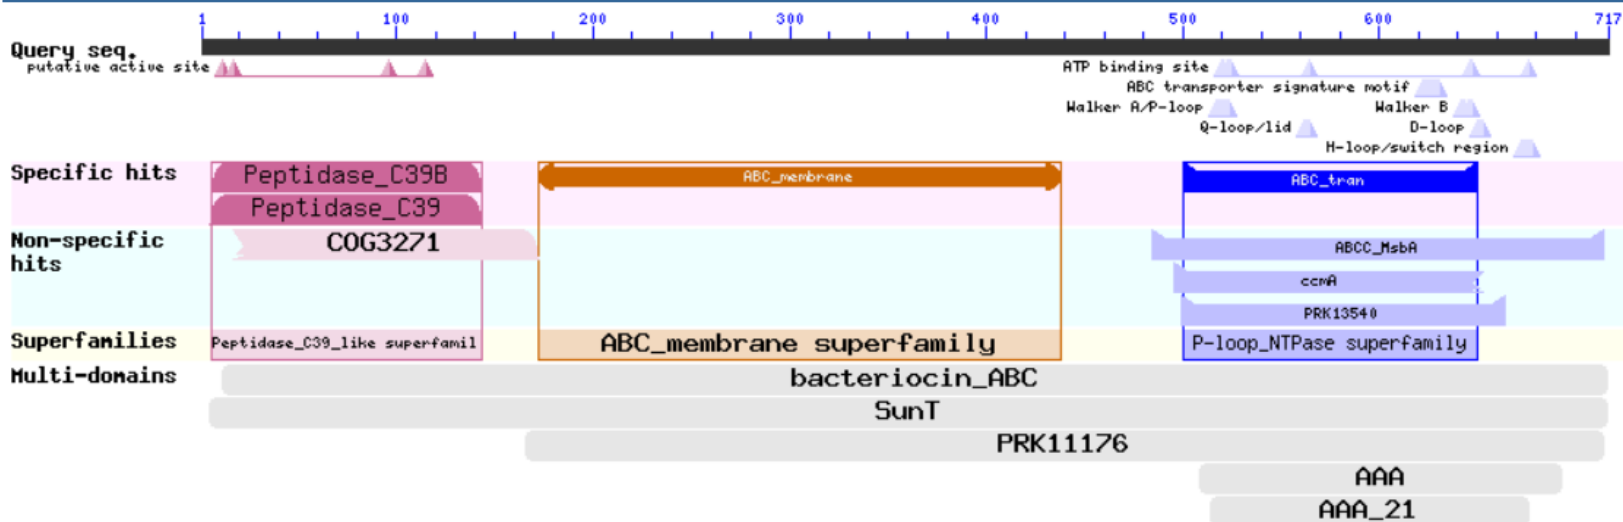 1 100 200 300 400 500 600 717
Query seq.
putative active site
ATP binding site
ABC transporter signature motif
Walker A/P-loop
Walker B
Q-loop/lid
D-loop
H-loop/switch region
Specific hits
Peptidase_C39B
ABC_membrane
ABC_tran
Peptidase_C39
Non-specific
hits
COG3271
ABCC_MsbA
ccmA
PRK13540
Superfamilies
Peptidase_C39_like superfamil
ABC_membrane superfamily
P-loop_NTPase superfamily
Multi-domains
bacteriocin_ABC
SunT
PRK11176
AAA
AAA_21